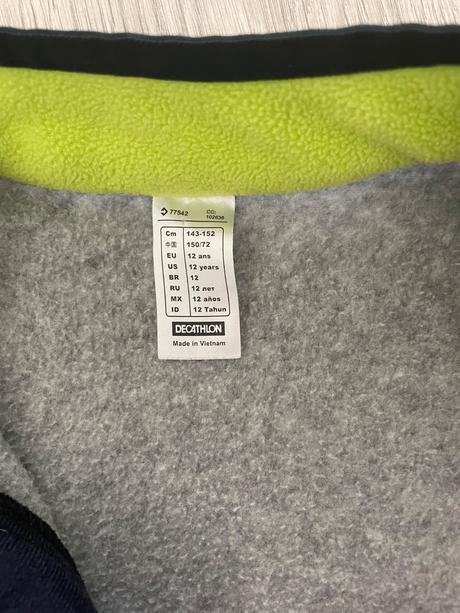 77542 CC:
102636
Cm 143-152
中国 150/72
EU 12 ans
US 12 years
BR 12
RU 12 лет
MX 12 años
ID 12 Tahun
DECATHLON
Made in Vietnam